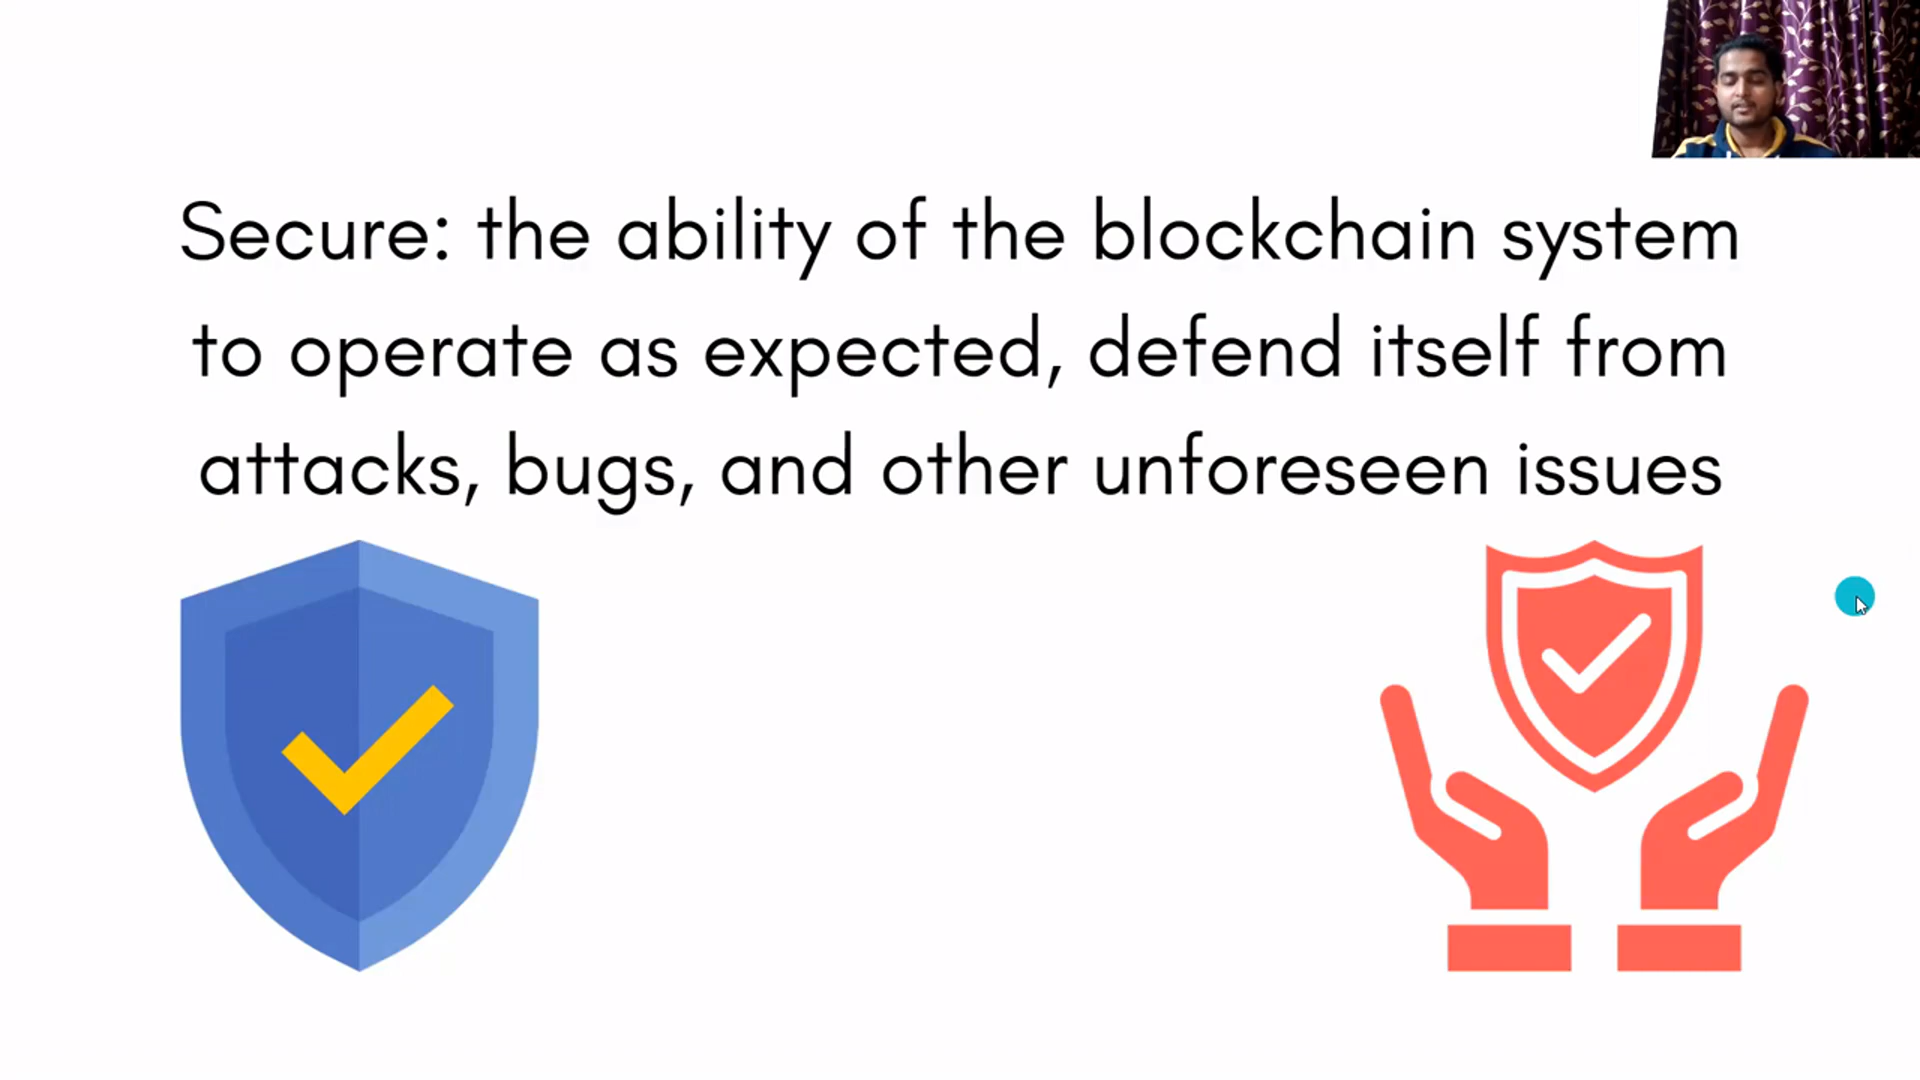 Secure: the ability of the blockchain system
to operate as expected, defend itself from
attacks, bugs, and other unforeseen issues